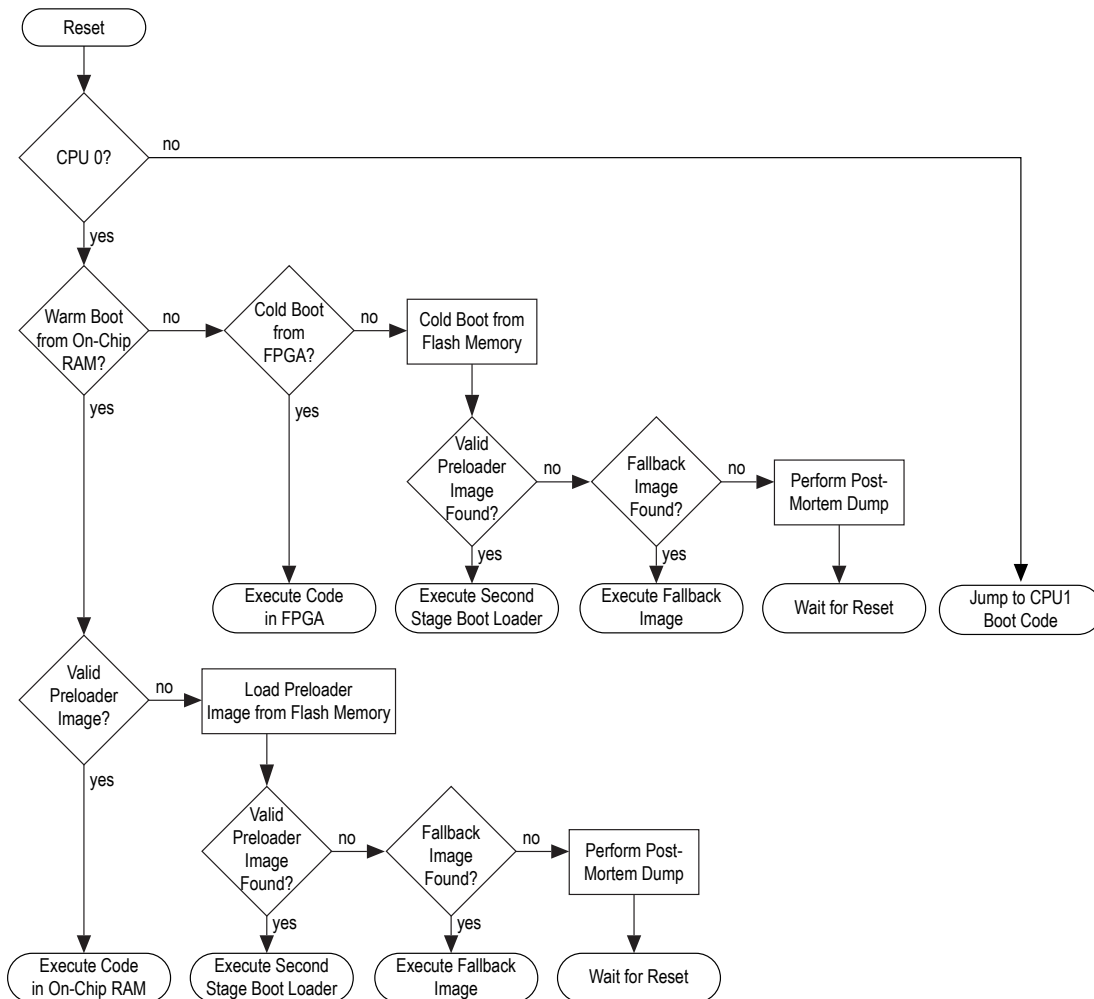 Reset
CPU 0?
no
yes
Warm Boot
from On-Chip
RAM?
no
Cold Boot
from
FPGA?
no
Cold Boot from
Flash Memory
yes
yes
Valid
Preloader
Image
Found?
no
Fallback
Image
Found?
no
Perform Post-
Mortem Dump
yes
yes
Execute Code
in FPGA
Execute Second
Stage Boot Loader
Execute Fallback
Image
Wait for Reset
Jump to CPU1
Boot Code
Valid
Preloader
Image?
no
Load Preloader
Image from Flash Memory
yes
Valid
Preloader
Image
Found?
no
Fallback
Image
Found?
no
Perform Post-
Mortem Dump
yes
yes
Execute Code
in On-Chip RAM
Execute Second
Stage Boot Loader
Execute Fallback
Image
Wait for Reset